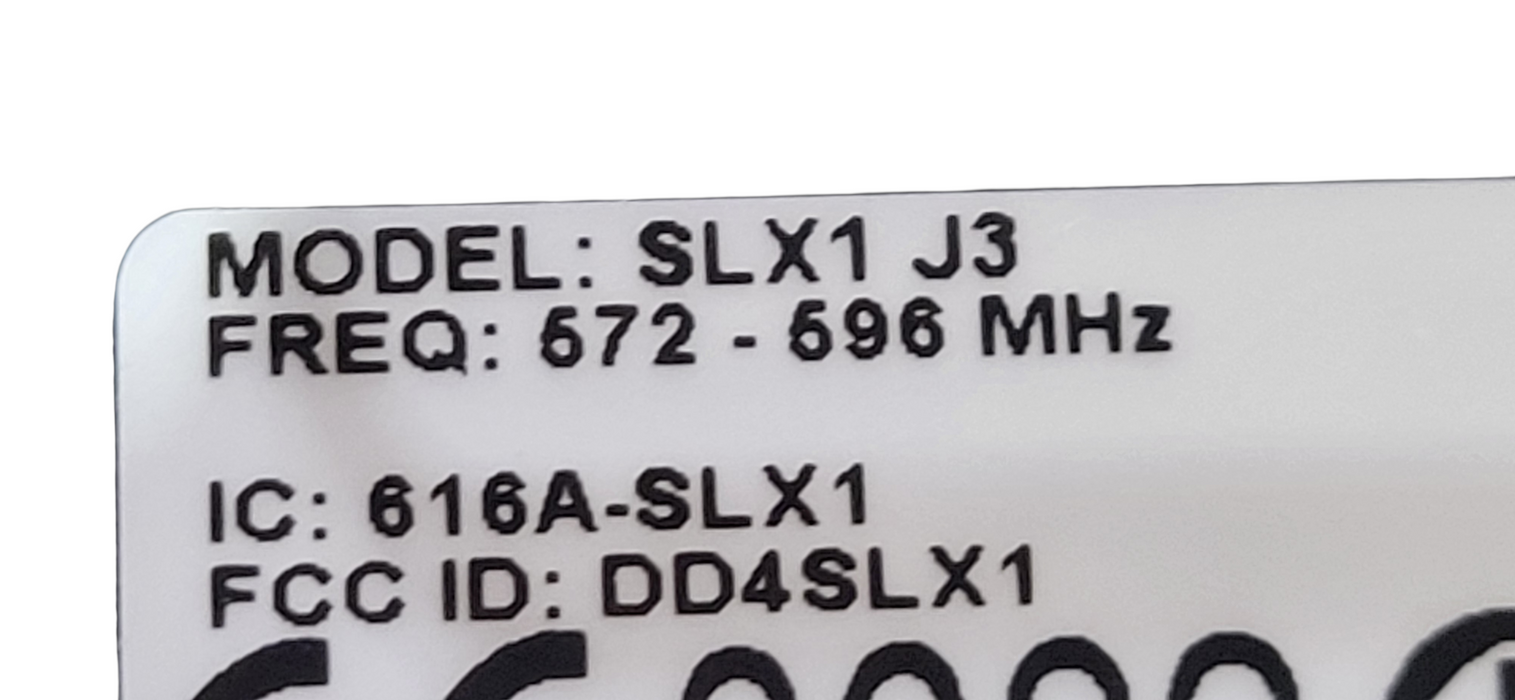 MODEL: SLX1 J3
FREQ: 572 - 596 MHz
IC: 616A-SLX1
FCC ID: DD4SLX1